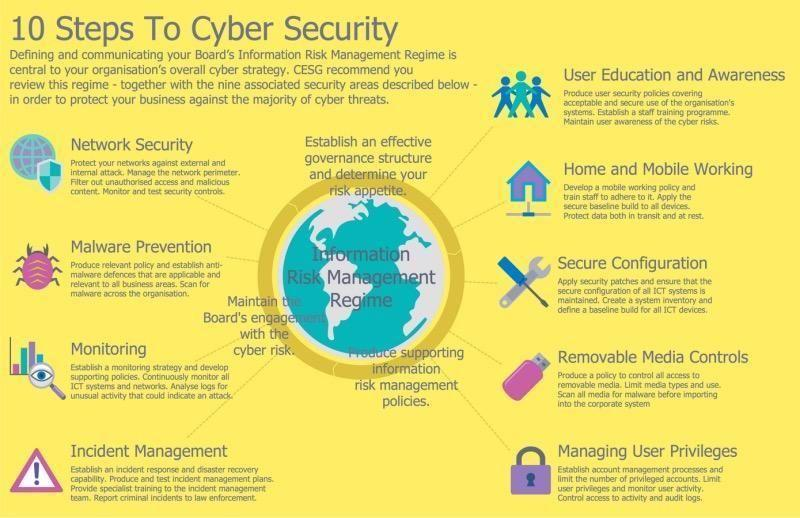 10 Steps To Cyber Security
Defining and communicating your Board's Information Risk Management Regime is
central to your organisation's overall cyber strategy. CESG recommend you
review this regime - together with the nine associated security areas described below -
in order to protect your business against the majority of cyber threats.
Network Security
Protect your networks against external and
internal attack. Manage the network perimeter.
Filter out unauthorised access and malicious
content. Monitor and test security controls.
Malware Prevention
Produce relevant policy and establish anti-
malware defences that are applicable and
relevant to all business areas. Scan for
malware across the organisation.
Monitoring
Establish a monitoring strategy and develop
supporting policies. Continuously monitor all
ICT systems and networks. Analyse logs for
unusual activity that could indicate an attack.
Incident Management
Establish an incident response and disaster recovery
capability. Produce and test incident management plans.
Provide specialist training to the incident management
team. Report criminal incidents to law enforcement.
Establish an effective
governance structure
and determine your
risk appetite.
Information
Risk Management
Regime
Maintain the
Board's engagement
with the
cyber risk.
Produce supporting
information
risk management
policies.
User Education and Awareness
Produce user security policies covering
acceptable and secure use of the organisation's
systems. Establish a staff training programme.
Maintain user awareness of the cyber risks.
Home and Mobile Working
Develop a mobile working policy and
train staff to adhere to it. Apply the
secure baseline build to all devices.
Protect data both in transit and at rest.
Secure Configuration
Apply security patches and ensure that the
secure configuration of all ICT systems is
maintained. Create a system inventory and
define a baseline build for all ICT devices.
Removable Media Controls
Produce a policy to control all access to
removable media. Limit media types and use.
Scan all media for malware before importing
into the corporate system
Managing User Privileges
Establish account management processes and
limit the number of privileged accounts. Limit
user privileges and monitor user activity.
Control access to activity and audit logs.